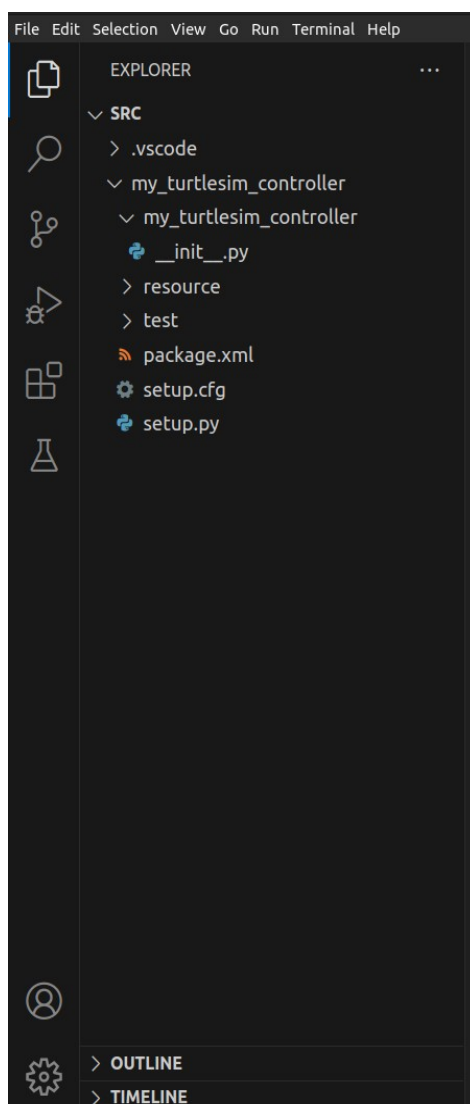 File Edit Selection View Go Run Terminal Help
EXPLORER
SRC
.vscode
my_turtlesim_controller
my_turtlesim_controller
__init__.py
resource
test
package.xml
setup.cfg
setup.py
OUTLINE
TIMELINE